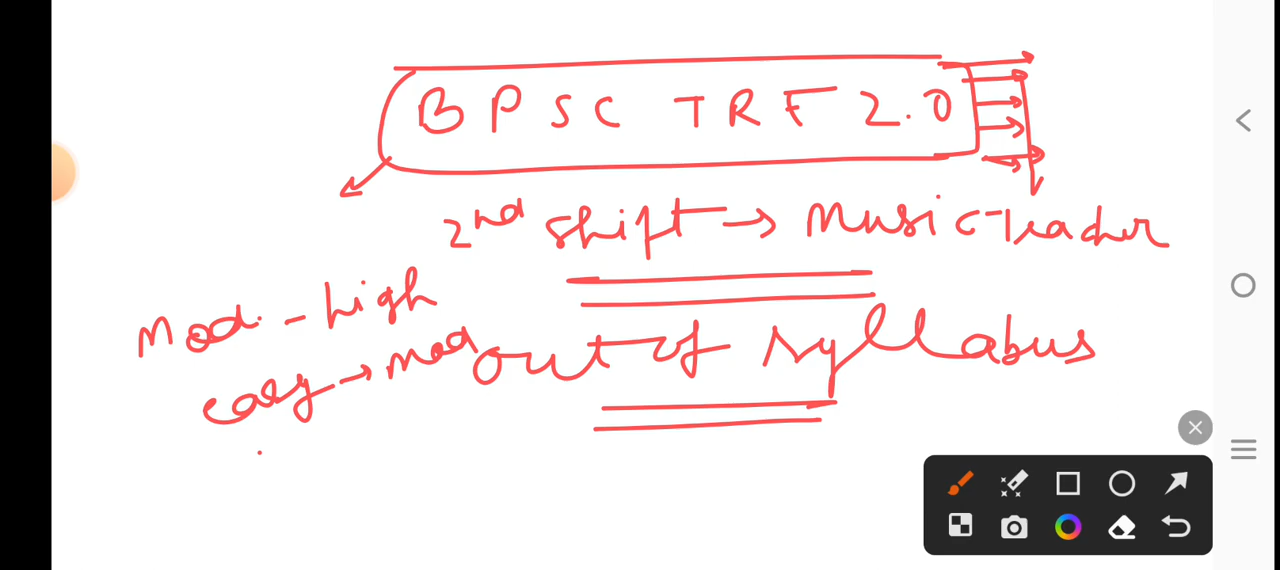 BPSC TRE 2.0
2nd shift → Music Teacher
Mod. - high
easy → mod
out of syllabus